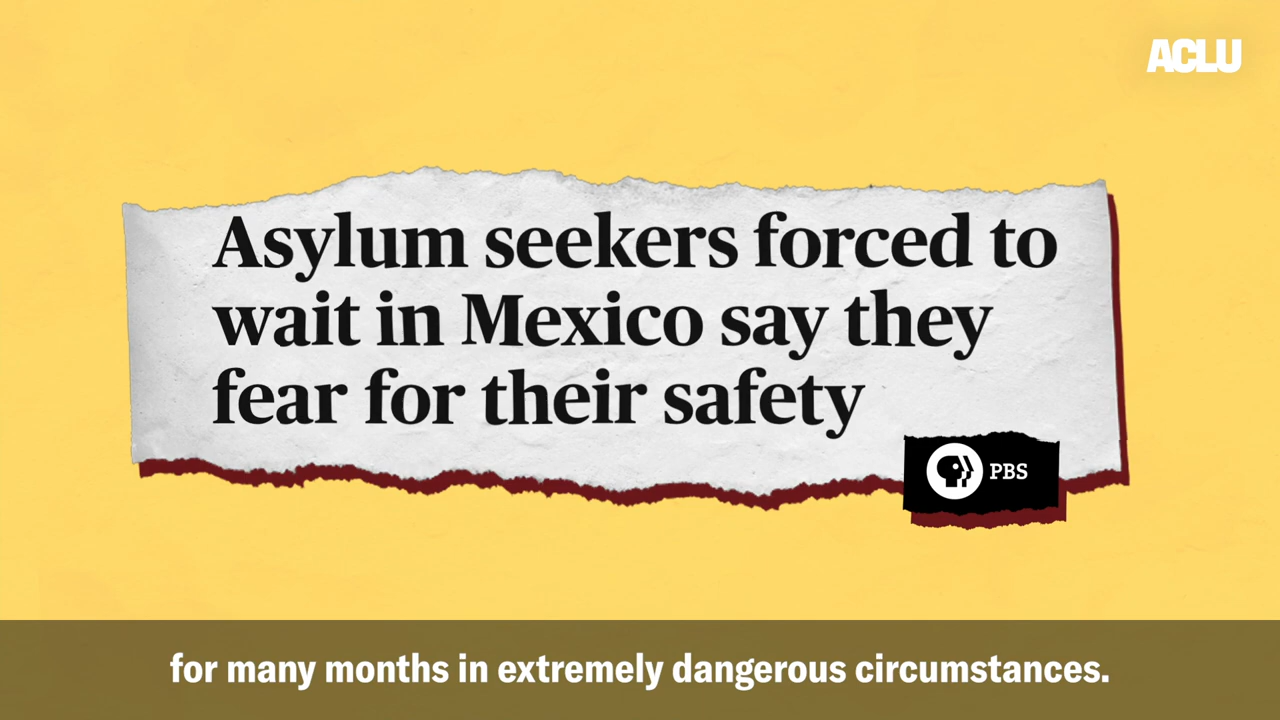 ACLU
Asylum seekers forced to
wait in Mexico say they
fear for their safety
PBS
for many months in extremely dangerous circumstances.